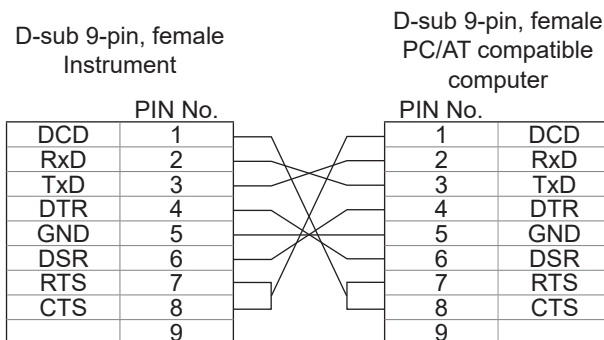 D-sub 9-pin, female
Instrument
D-sub 9-pin, female
PC/AT compatible
computer
PIN No. PIN No.
DCD 1 1 DCD
RxD 2 2 RxD
TxD 3 3 TxD
DTR 4 4 DTR
GND 5 5 GND
DSR 6 6 DSR
RTS 7 7 RTS
CTS 8 8 CTS
9 9